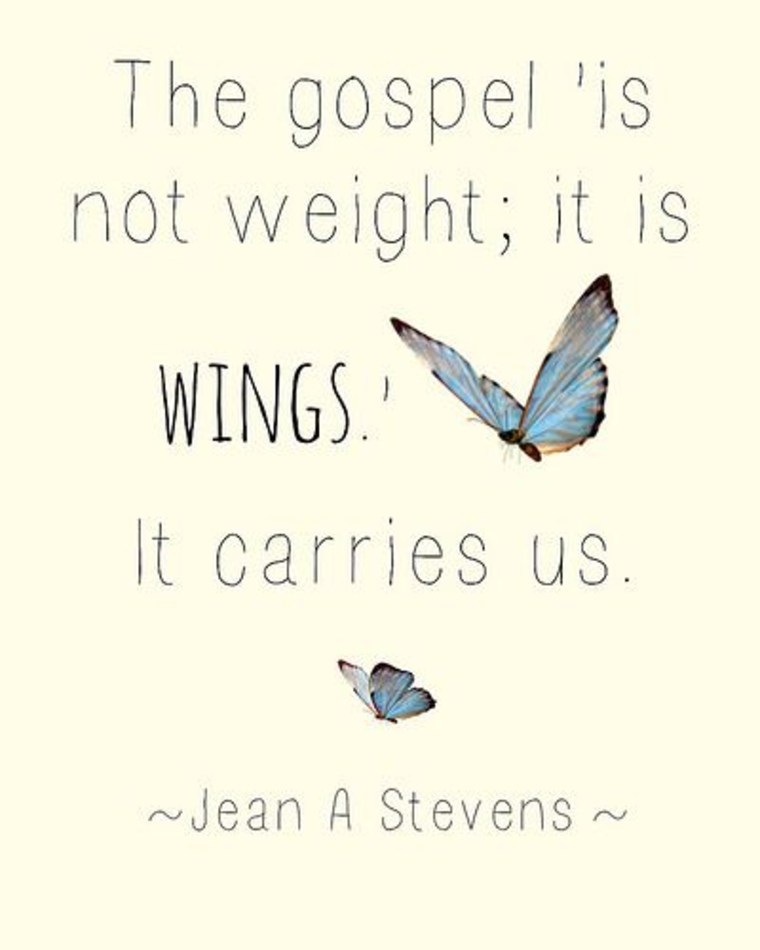 The gospel 'is
not weight; it is
WINGS.'
It carries us.
~Jean A Stevens ~